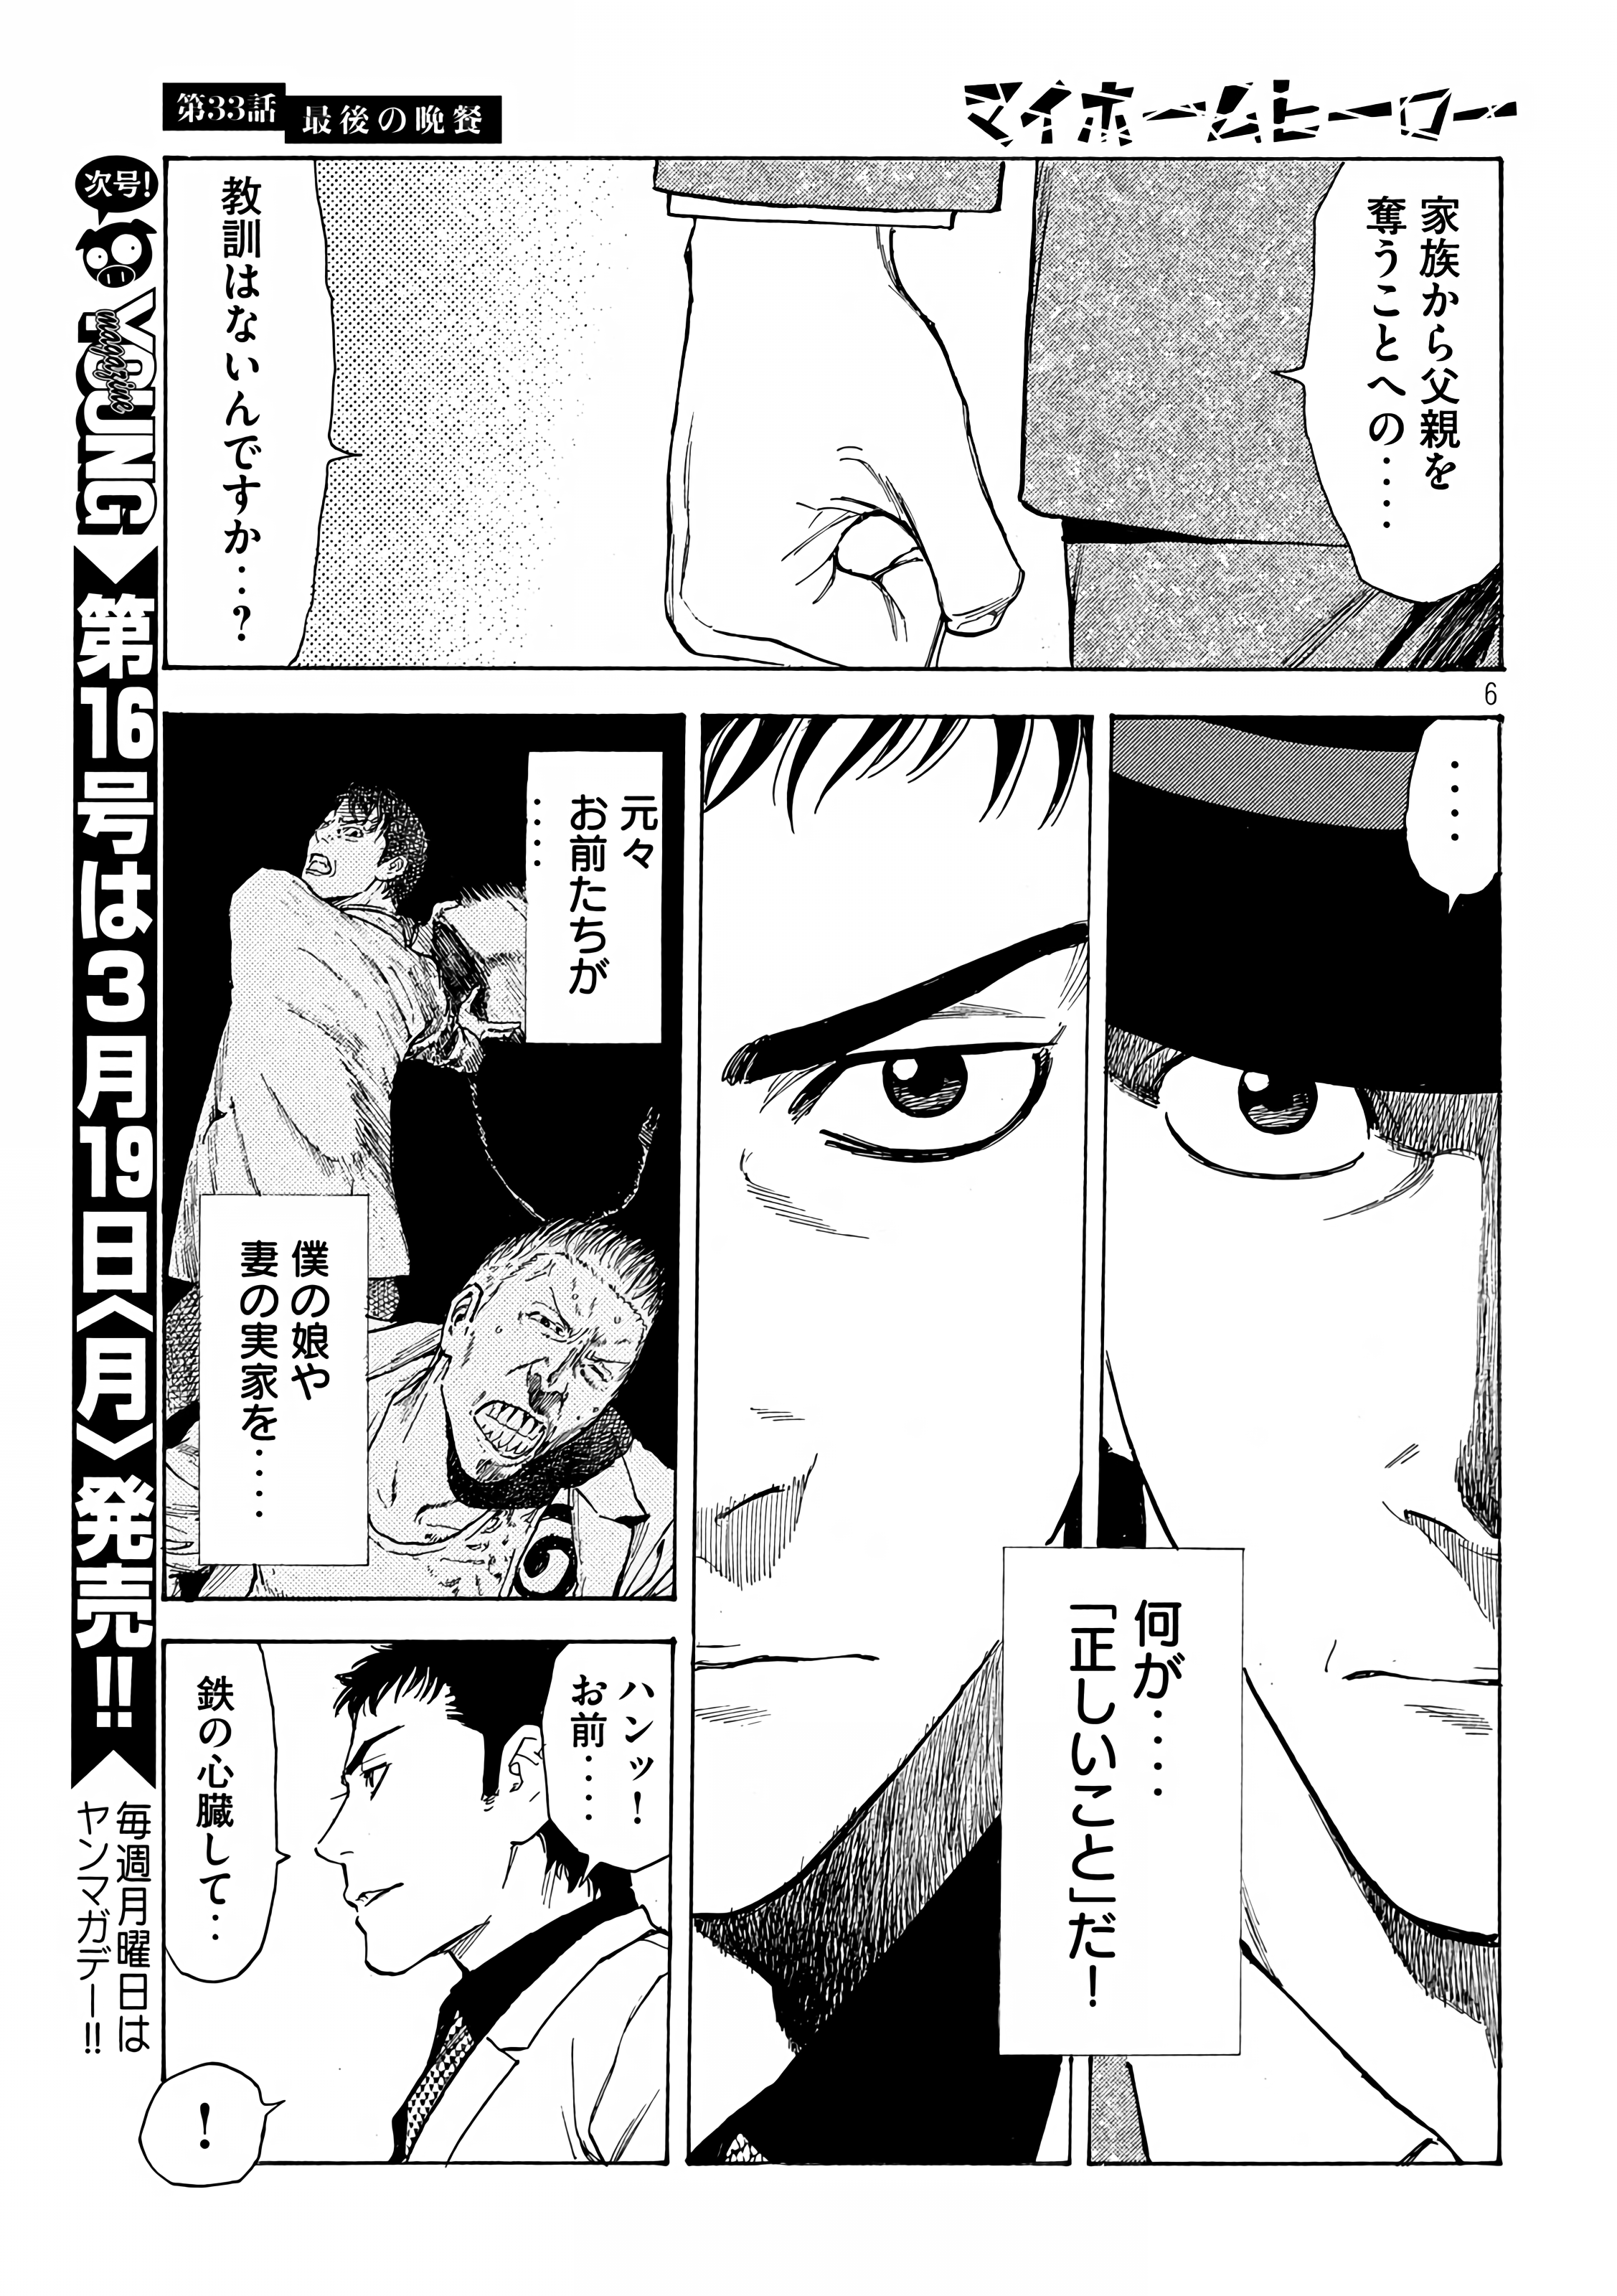 第33話
最後の晩餐
マイホームヒーロー
家族から父親を
奪うことへの‥‥
教訓はないんですか‥?
6
‥‥
何が‥‥
「正しいこと」だ!
元々
お前たちが
‥‥
僕の娘や
妻の実家を‥‥
ハンッ!
お前‥‥
鉄の心臓して‥
!
次号!
YOUNG
magazine
第16号は3月19日〈月〉発売!!
毎週月曜日は
ヤンマガデー!!